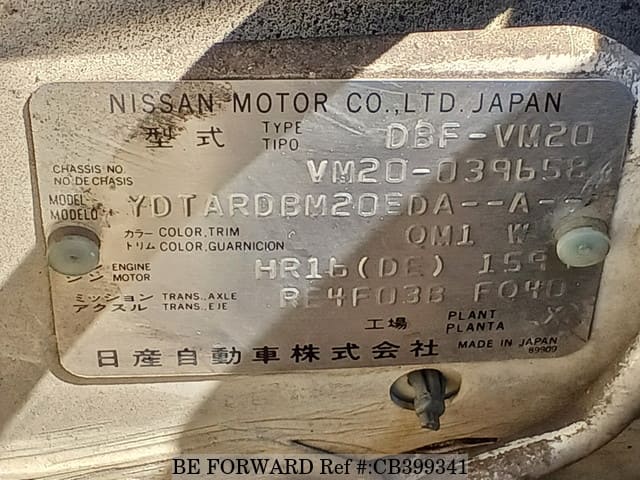 NISSAN MOTOR CO.,LTD. JAPAN
型式 TYPE TIPO DBF-VM20
CHASSIS NO. NO. DE CHASIS VM20-039658
MODEL MODELO YDTARDBM20EDA--A--
カラー トリム COLOR,TRIM COLOR,GUARNICION QM1
ENGINE MOTOR HR16(DE)
ミッション アクスル TRANS.,AXLE TRANS.,EJE RE4F03B FQ40
工場 PLANT PLANTA
日産自動車株式会社 MADE IN JAPAN
89909
BE FORWARD Ref #:CB399341